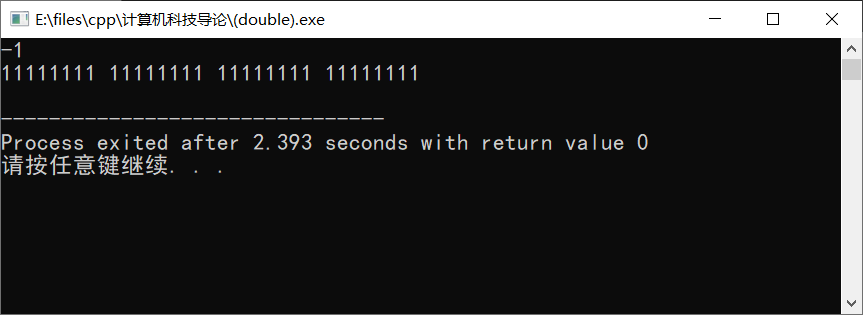 E:\files\cpp\计算机科技导论\(double).exe
-1
11111111 11111111 11111111 11111111
--------------------------------
Process exited after 2.393 seconds with return value 0
请按任意键继续. . .